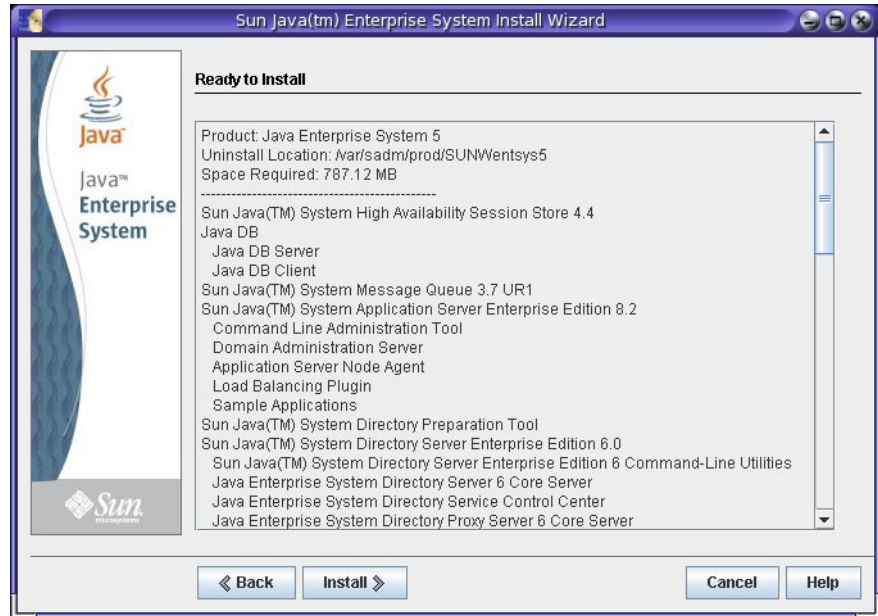 Sun Java(tm) Enterprise System Install Wizard
Java
Java™
Enterprise
System
Sun
microsystems
Ready to Install
Product: Java Enterprise System 5
Uninstall Location: /var/sadm/prod/SUNWentsys5
Space Required: 787.12 MB
---------------------------------------------
Sun Java(TM) System High Availability Session Store 4.4
Java DB
Java DB Server
Java DB Client
Sun Java(TM) System Message Queue 3.7 UR1
Sun Java(TM) System Application Server Enterprise Edition 8.2
Command Line Administration Tool
Domain Administration Server
Application Server Node Agent
Load Balancing Plugin
Sample Applications
Sun Java(TM) System Directory Preparation Tool
Sun Java(TM) System Directory Server Enterprise Edition 6.0
Sun Java(TM) System Directory Server Enterprise Edition 6 Command-Line Utilities
Java Enterprise System Directory Server 6 Core Server
Java Enterprise System Directory Service Control Center
Java Enterprise System Directory Proxy Server 6 Core Server
Back
Install
Cancel
Help